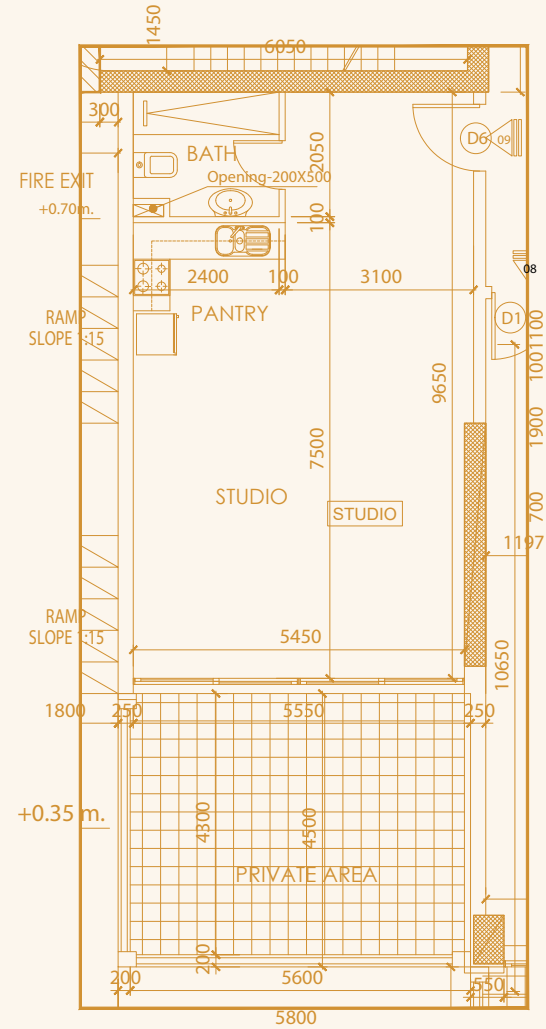 1450
6050
300
BATH
2050
D6
09
FIRE EXIT
+0.70m.
Opening-200X500
100
08
2400
100
3100
RAMP
SLOPE 1:15
PANTRY
D1
1100
100
9650
1900
7500
STUDIO
STUDIO
700
1197
RAMP
SLOPE 1:15
5450
10650
1800
250
5550
250
+0.35 m.
4300
4500
PRIVATE AREA
200
200
5600
550
5800